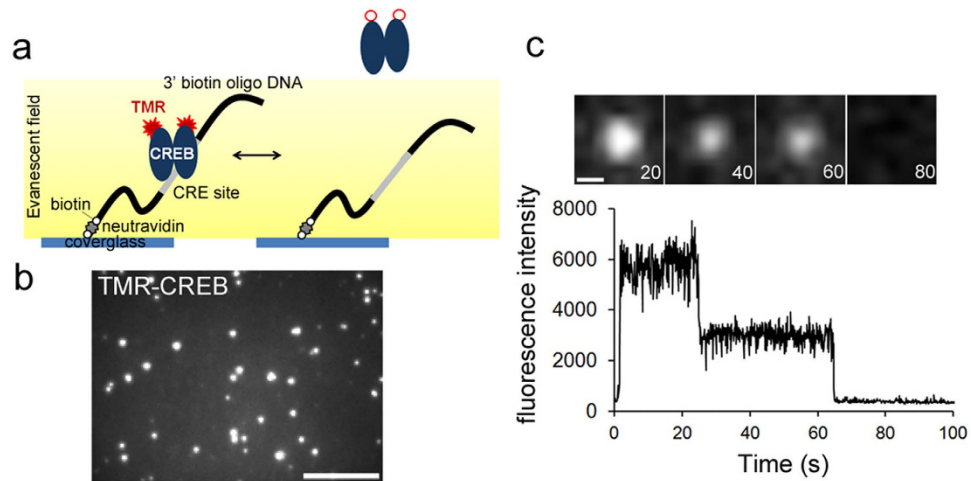 a
3' biotin oligo DNA
TMR
Evanescent field
CREB
CRE site
biotin
neutravidin
coverglass
b
TMR-CREB
c
20
40
60
80
fluorescence intensity
8000
6000
4000
2000
0
0
20
40
60
80
100
Time (s)